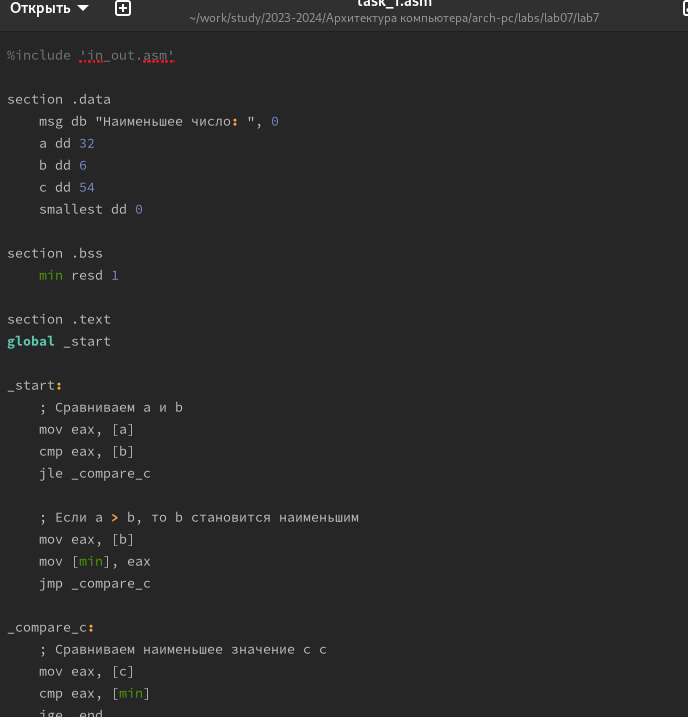 Открыть
task_1.asm
~/work/study/2023-2024/Архитектура компьютера/arch-pc/labs/lab07/lab7
%include 'in_out.asm'
section .data
    msg db "Наименьшее число: ", 0
    a dd 32
    b dd 6
    c dd 54
    smallest dd 0
section .bss
    min resd 1
section .text
global _start
_start:
    ; Сравниваем a и b
    mov eax, [a]
    cmp eax, [b]
    jle _compare_c
    ; Если a > b, то b становится наименьшим
    mov eax, [b]
    mov [min], eax
    jmp _compare_c
_compare_c:
    ; Сравниваем наименьшее значение с c
    mov eax, [c]
    cmp eax, [min]
    jge _end